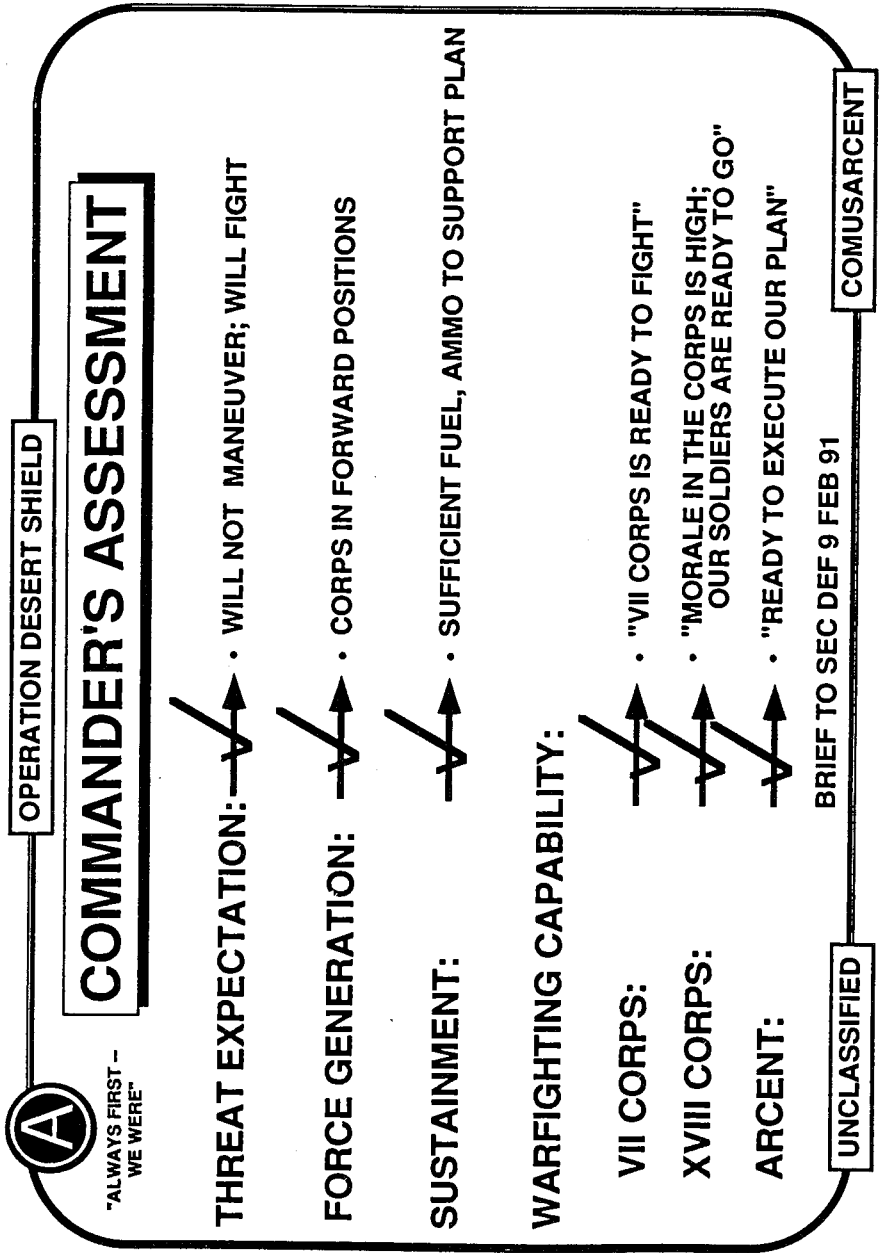 OPERATION DESERT SHIELD
A
"ALWAYS FIRST –
WE WERE"
COMMANDER'S ASSESSMENT
THREAT EXPECTATION: • WILL NOT MANEUVER; WILL FIGHT
FORCE GENERATION: • CORPS IN FORWARD POSITIONS
SUSTAINMENT: • SUFFICIENT FUEL, AMMO TO SUPPORT PLAN
WARFIGHTING CAPABILITY:
VII CORPS: • "VII CORPS IS READY TO FIGHT"
XVIII CORPS: • "MORALE IN THE CORPS IS HIGH;
OUR SOLDIERS ARE READY TO GO"
ARCENT: • "READY TO EXECUTE OUR PLAN"
BRIEF TO SEC DEF 9 FEB 91
UNCLASSIFIED
COMUSARCENT